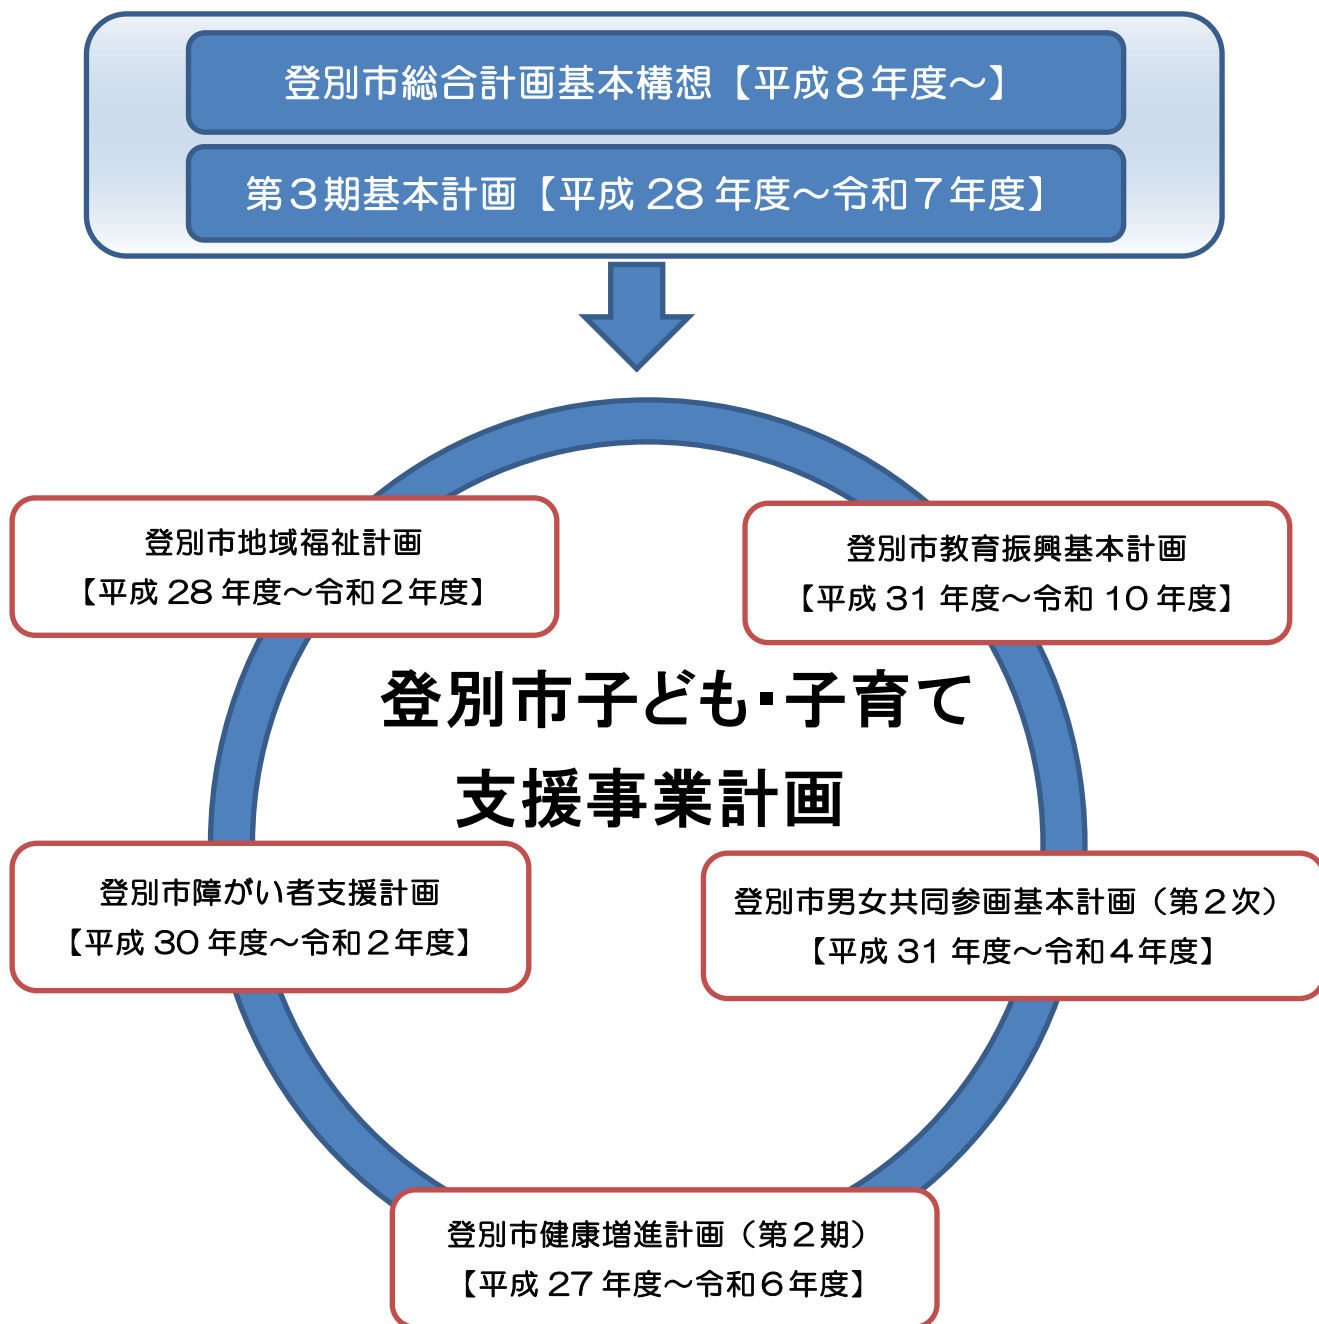 登別市総合計画基本構想【平成８年度～】
第３期基本計画【平成 28 年度～令和７年度】
登別市地域福祉計画
【平成 28 年度～令和２年度】
登別市教育振興基本計画
【平成 31 年度～令和 10 年度】
登別市子ども・子育て
支援事業計画
登別市障がい者支援計画
【平成 30 年度～令和２年度】
登別市男女共同参画基本計画（第２次）
【平成 31 年度～令和４年度】
登別市健康増進計画（第２期）
【平成 27 年度～令和６年度】